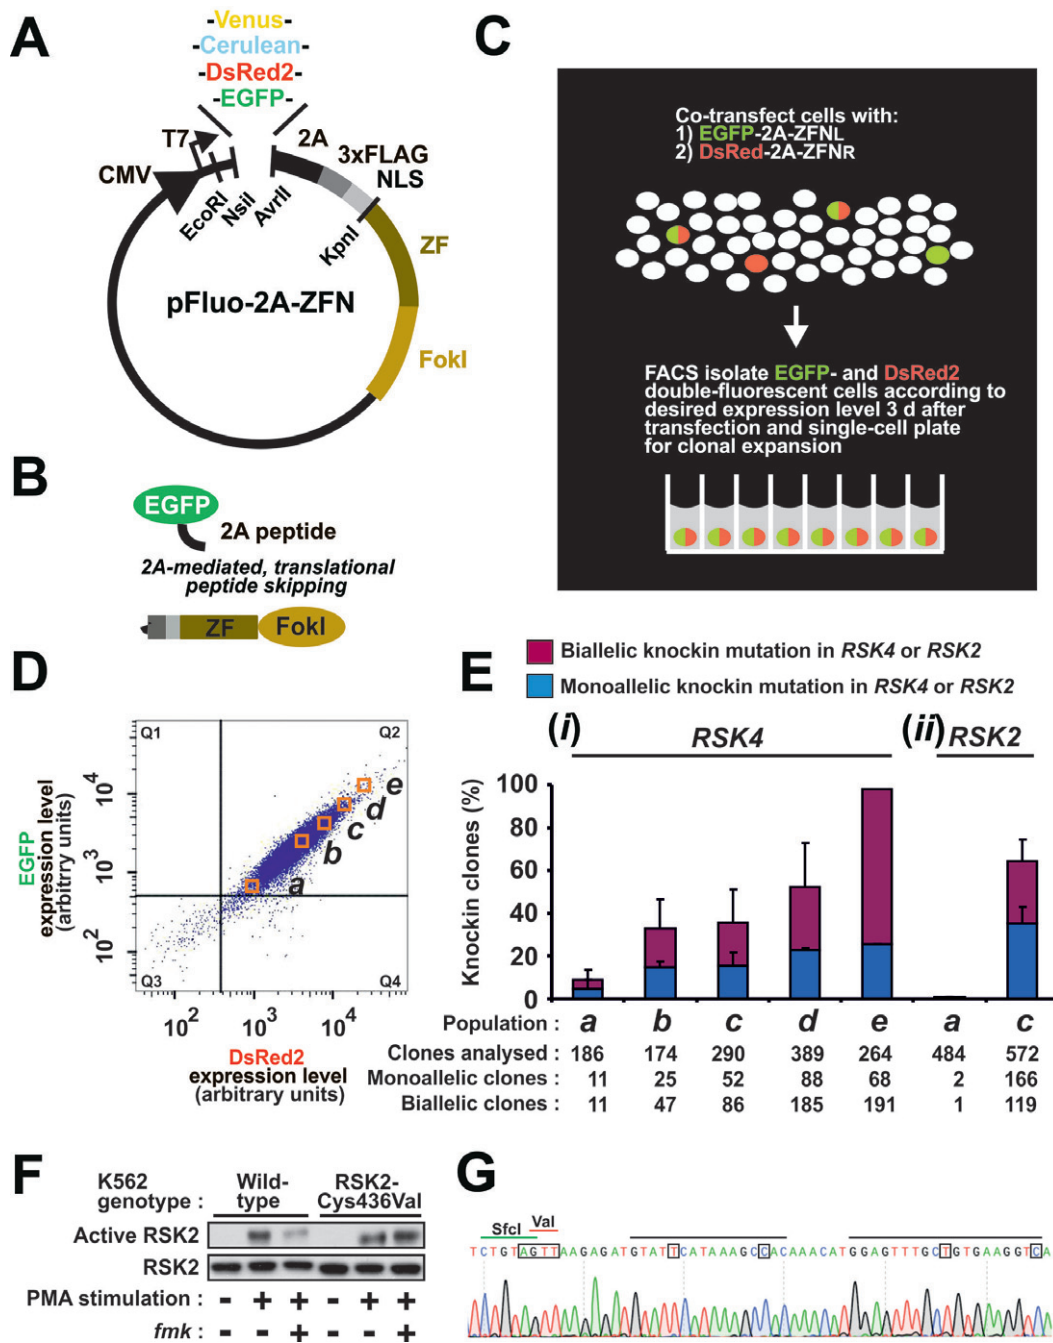 A
-Venus-
-Cerulean-
-DsRed2-
-EGFP-
T7
2A
3xFLAG
NLS
CMV
EcoRI
NsiI
AvrII
KpnI
ZF
pFluo-2A-ZFN
FokI
B
EGFP
2A peptide
2A-mediated, translational
peptide skipping
ZF
FokI
C
Co-transfect cells with:
1) EGFP-2A-ZFNL
2) DsRed-2A-ZFNR
FACS isolate EGFP- and DsRed2
double-fluorescent cells according to
desired expression level 3 d after
transfection and single-cell plate
for clonal expansion
D
Q1
Q2
Q3
Q4
e
d
c
b
a
10⁴
10³
10²
EGFP
expression level
(arbitrry units)
10² 10³ 10⁴
DsRed2
expression level
(arbitrary units)
E
Biallelic knockin mutation in RSK4 or RSK2
Monoallelic knockin mutation in RSK4 or RSK2
(i) RSK4
(ii) RSK2
Knockin clones (%)
100
80
60
40
20
0
Population : a b c d e a c
Clones analysed : 186 174 290 389 264 484 572
Monoallelic clones : 11 25 52 88 68 2 166
Biallelic clones : 11 47 86 185 191 1 119
F
K562
genotype :
Wild-
type
RSK2-
Cys436Val
Active RSK2
RSK2
PMA stimulation : - + + - + +
fmk : - - + - - +
G
SfcI
Val
TCTGTAGTTAAGAGATGTATTCATAAAGCCACAAACATGGAGTTTGCTGTGAAGGTCA